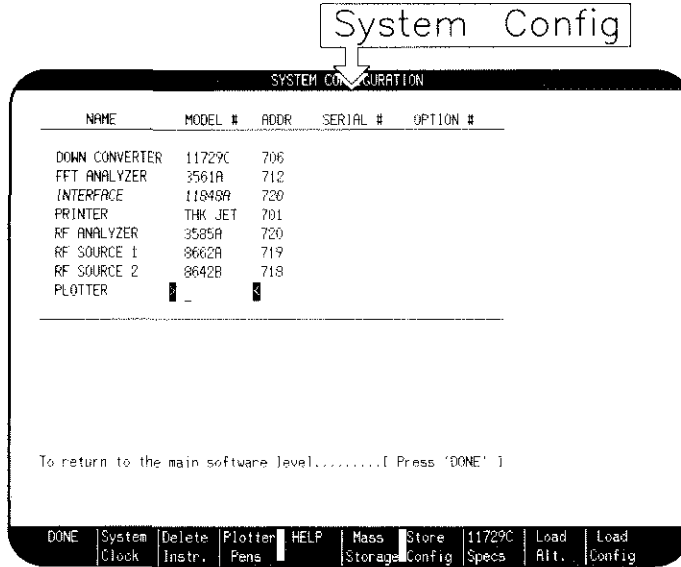 System Config
SYSTEM CONFIGURATION
NAME MODEL # ADDR SERIAL # OPTION #
DOWN CONVERTER 11729C 706
FFT ANALYZER 3561A 712
INTERFACE 11848A 720
PRINTER THK JET 701
RF ANALYZER 3585A 720
RF SOURCE 1 8662A 719
RF SOURCE 2 8642B 718
PLOTTER > _ <
To return to the main software level.........[ Press 'DONE' ]
DONE System Delete Plotter HELP Mass Store 11729C Load Load
Clock Instr. Pens Storage Config Specs Alt. Config